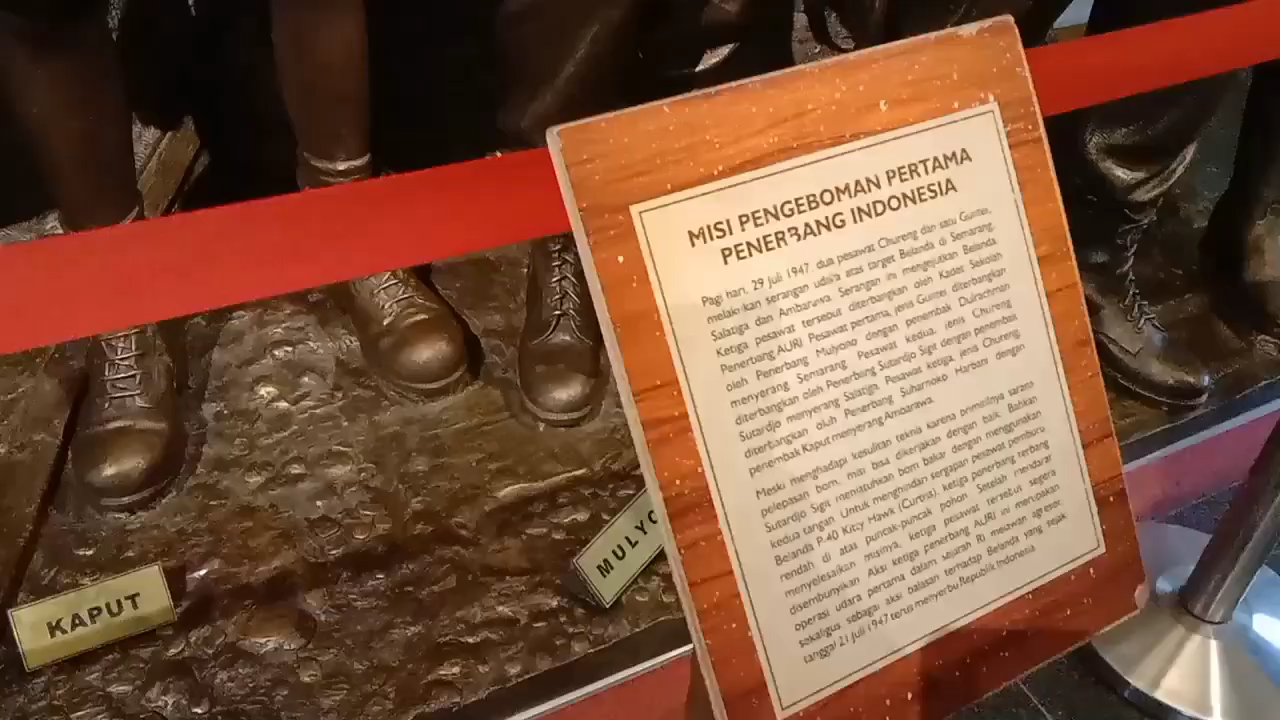 MISI PENGEBOMAN PERTAMA
PENERBANG INDONESIA
Pagi hari, 29 Juli 1947 dua pesawat Chureng dan satu Guntei,
melakukan serangan udara atas target Belanda di Semarang,
Salatiga dan Ambarawa. Serangan ini mengejutkan Belanda.
Ketiga pesawat tersebut diterbangkan oleh Kadet Sekolah
Penerbang AURI Pesawat pertama, jenis Guntei diterbangkan
oleh Penerbang Mulyono dengan penembak Dulrachman
menyerang Semarang. Pesawat kedua, jenis Chureng
diterbangkan oleh Penerbang Sutardjo Sigit dengan penembak
Sutardjo menyerang Salatiga. Pesawat ketiga, jenis Chureng,
diterbangkan oleh Penerbang Suharnoko Harbani dengan
penembak Kaput menyerang Ambarawa.
Meski menghadapi kesulitan teknis karena primitifnya sarana
pelepasan bom, misi bisa dikerjakan dengan baik. Bahkan
Sutardjo Sigit menjatuhkan bom bakar dengan menggunakan
kedua tangan Untuk menghindari sergapan pesawat pemburu
Belanda P.40 Kitty Hawk (Curtiss), ketiga penerbang terbang
rendah di atas puncak-puncak pohon. Setelah mendarat
menyelesaikan misinya, ketiga pesawat tersebut segera
disembunyikan Aksi ketiga penerbang AURI ini merupakan
operasi udara pertama dalam sejarah RI melawan agresor,
sekaligus sebagai aksi balasan terhadap Belanda yang sejak
tanggal 21 Juli 1947 terus menyerbu Republik Indonesia
KAPUT
MULYO